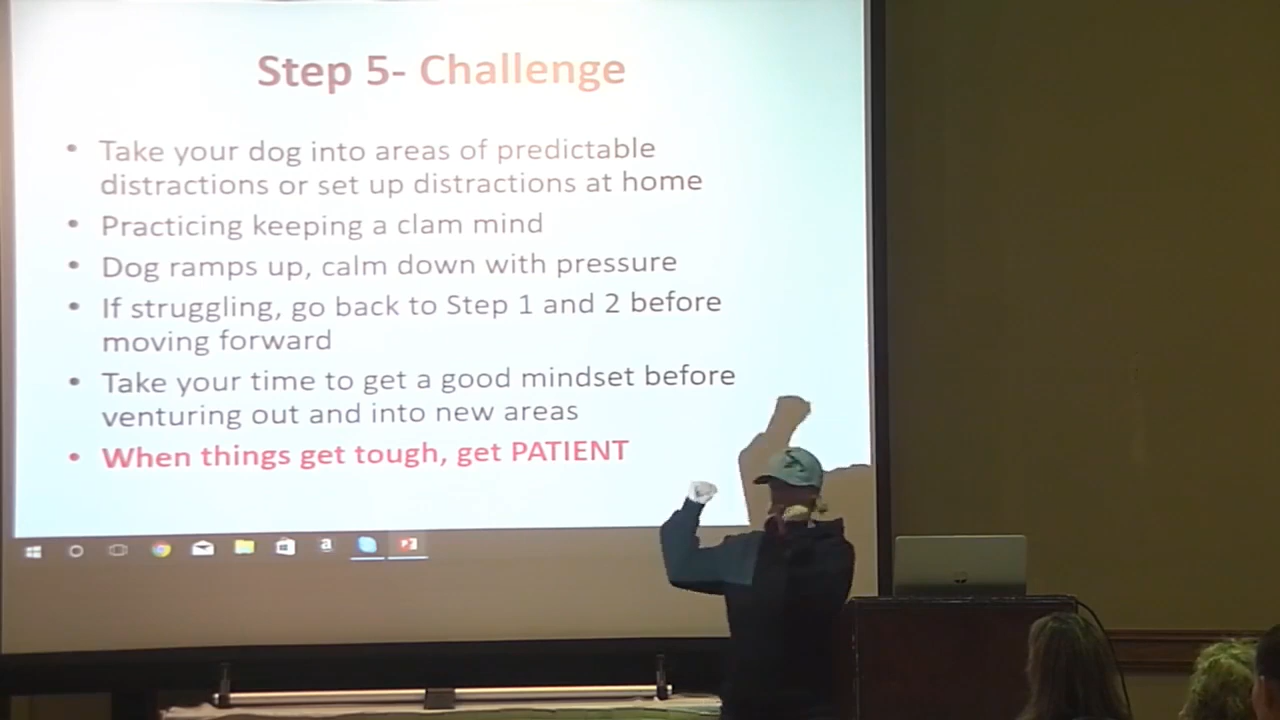 Step 5- Challenge
• Take your dog into areas of predictable
distractions or set up distractions at home
• Practicing keeping a clam mind
• Dog ramps up, calm down with pressure
• If struggling, go back to Step 1 and 2 before
moving forward
• Take your time to get a good mindset before
venturing out and into new areas
• When things get tough, get PATIENT